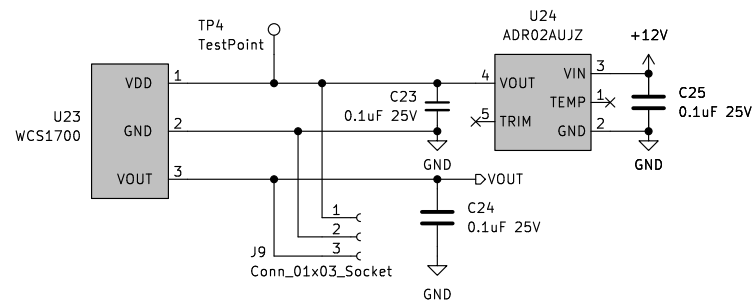 TP4
TestPoint
U24
ADR02AUJZ
+12V
U23
WCS1700
VDD
1
GND
2
VOUT
3
C23
0.1uF 25V
GND
4
VOUT
5
TRIM
VIN
3
TEMP
1
GND
2
C25
0.1uF 25V
GND
VOUT
C24
0.1uF 25V
GND
1
2
3
J9
Conn_01x03_Socket